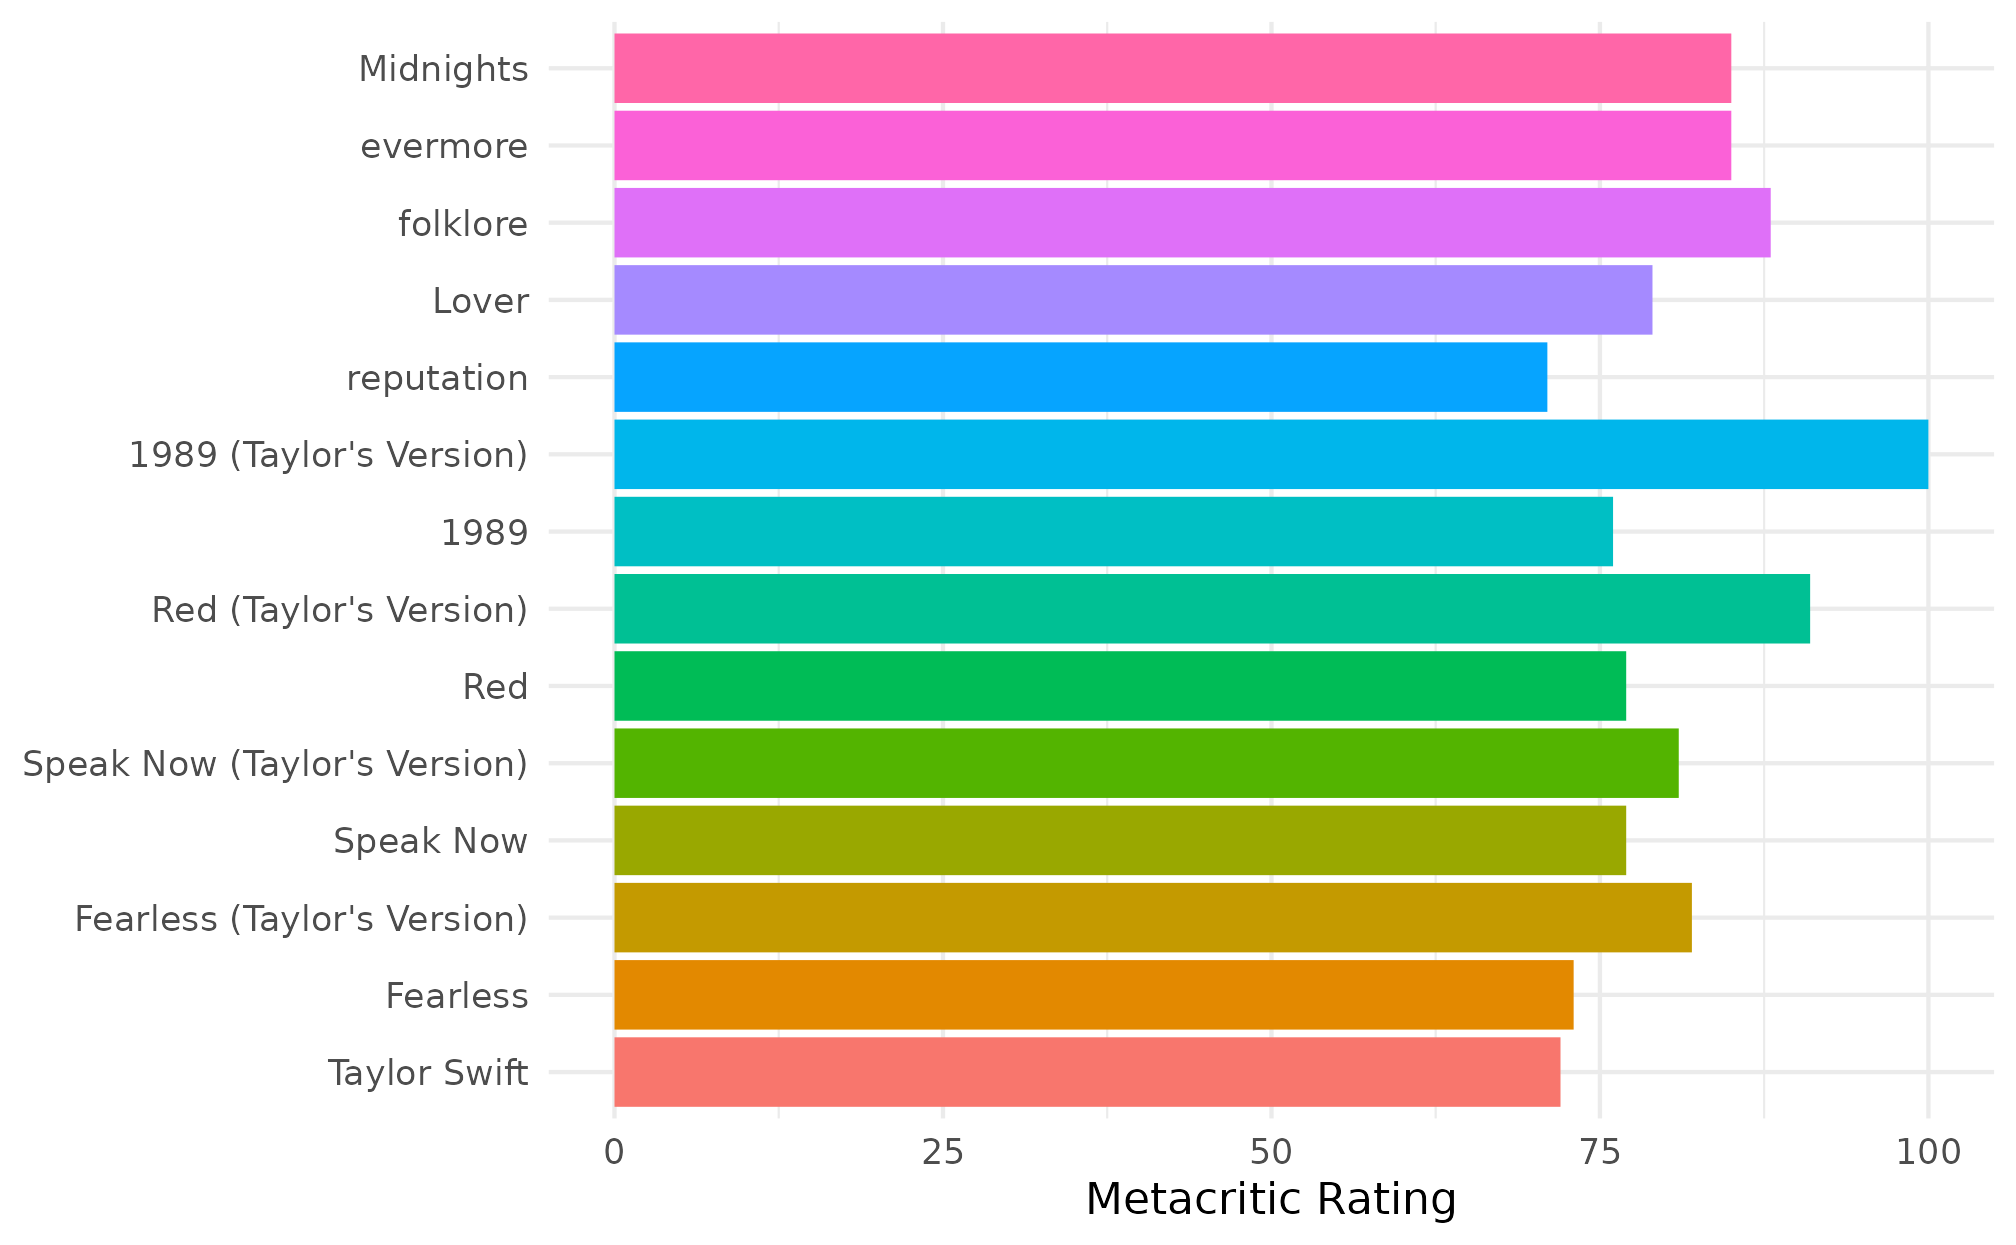 Midnights
evermore
folklore
Lover
reputation
1989 (Taylor's Version)
1989
Red (Taylor's Version)
Red
Speak Now (Taylor's Version)
Speak Now
Fearless (Taylor's Version)
Fearless
Taylor Swift
0 25 50 75 100
Metacritic Rating